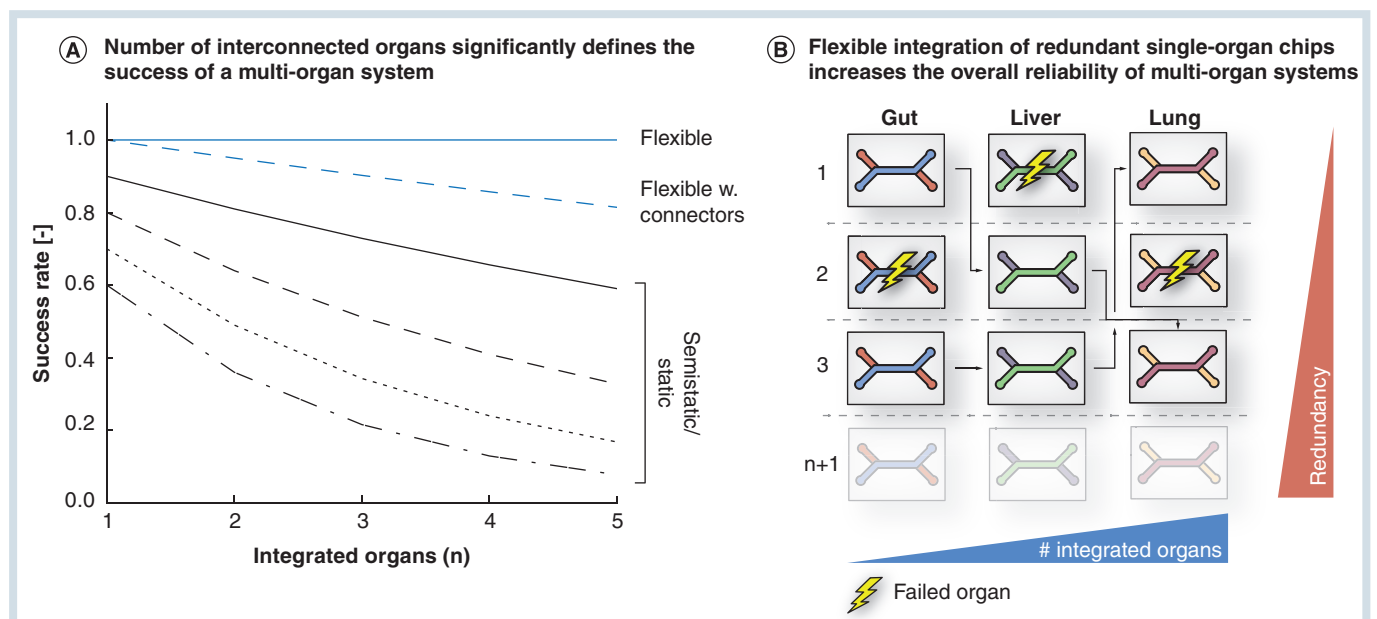 A Number of interconnected organs significantly defines the
success of a multi-organ system
Success rate [-]
1.0
0.8
0.6
0.4
0.2
0.0
1 2 3 4 5
Integrated organs (n)
Flexible
Flexible w.
connectors
Semistatic/
static
B Flexible integration of redundant single-organ chips
increases the overall reliability of multi-organ systems
Gut Liver Lung
1
2
3
n+1
Redundancy
# integrated organs
Failed organ